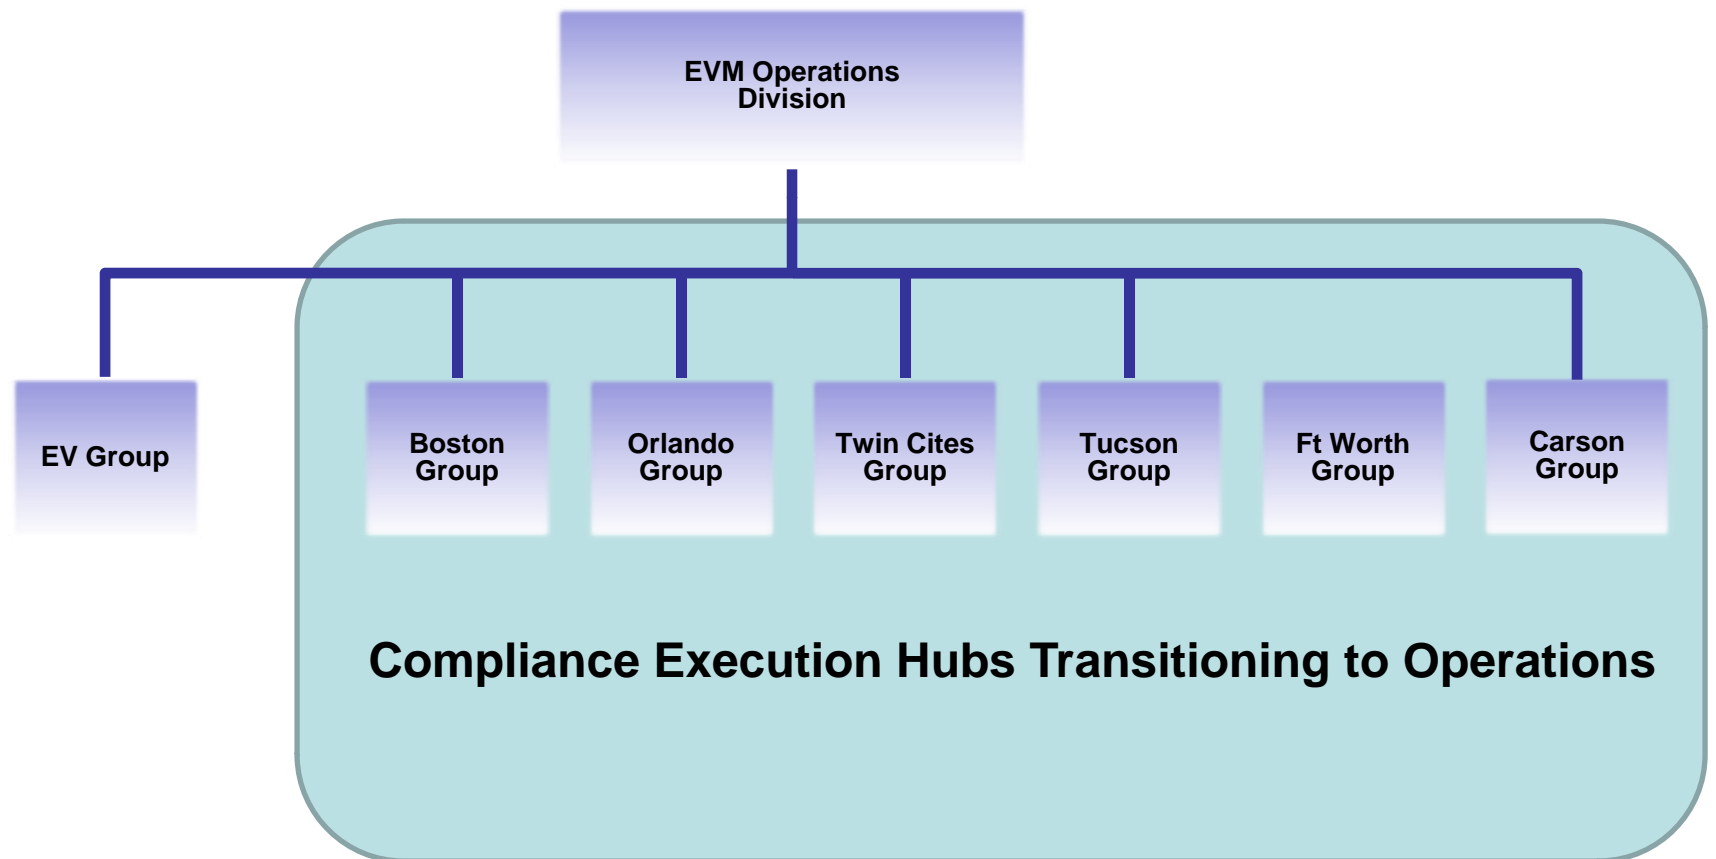 EVM Operations
Division
EV Group
Boston
Group
Orlando
Group
Twin Cites
Group
Tucson
Group
Ft Worth
Group
Carson
Group
Compliance Execution Hubs Transitioning to Operations